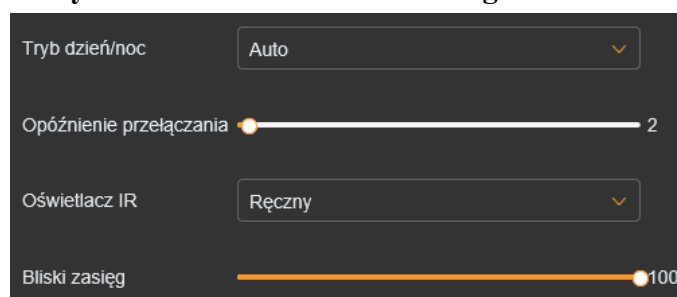 Tryb dzień/noc Auto
Opóźnienie przełączania 2
Oświetlacz IR Ręczny
Bliski zasięg 100